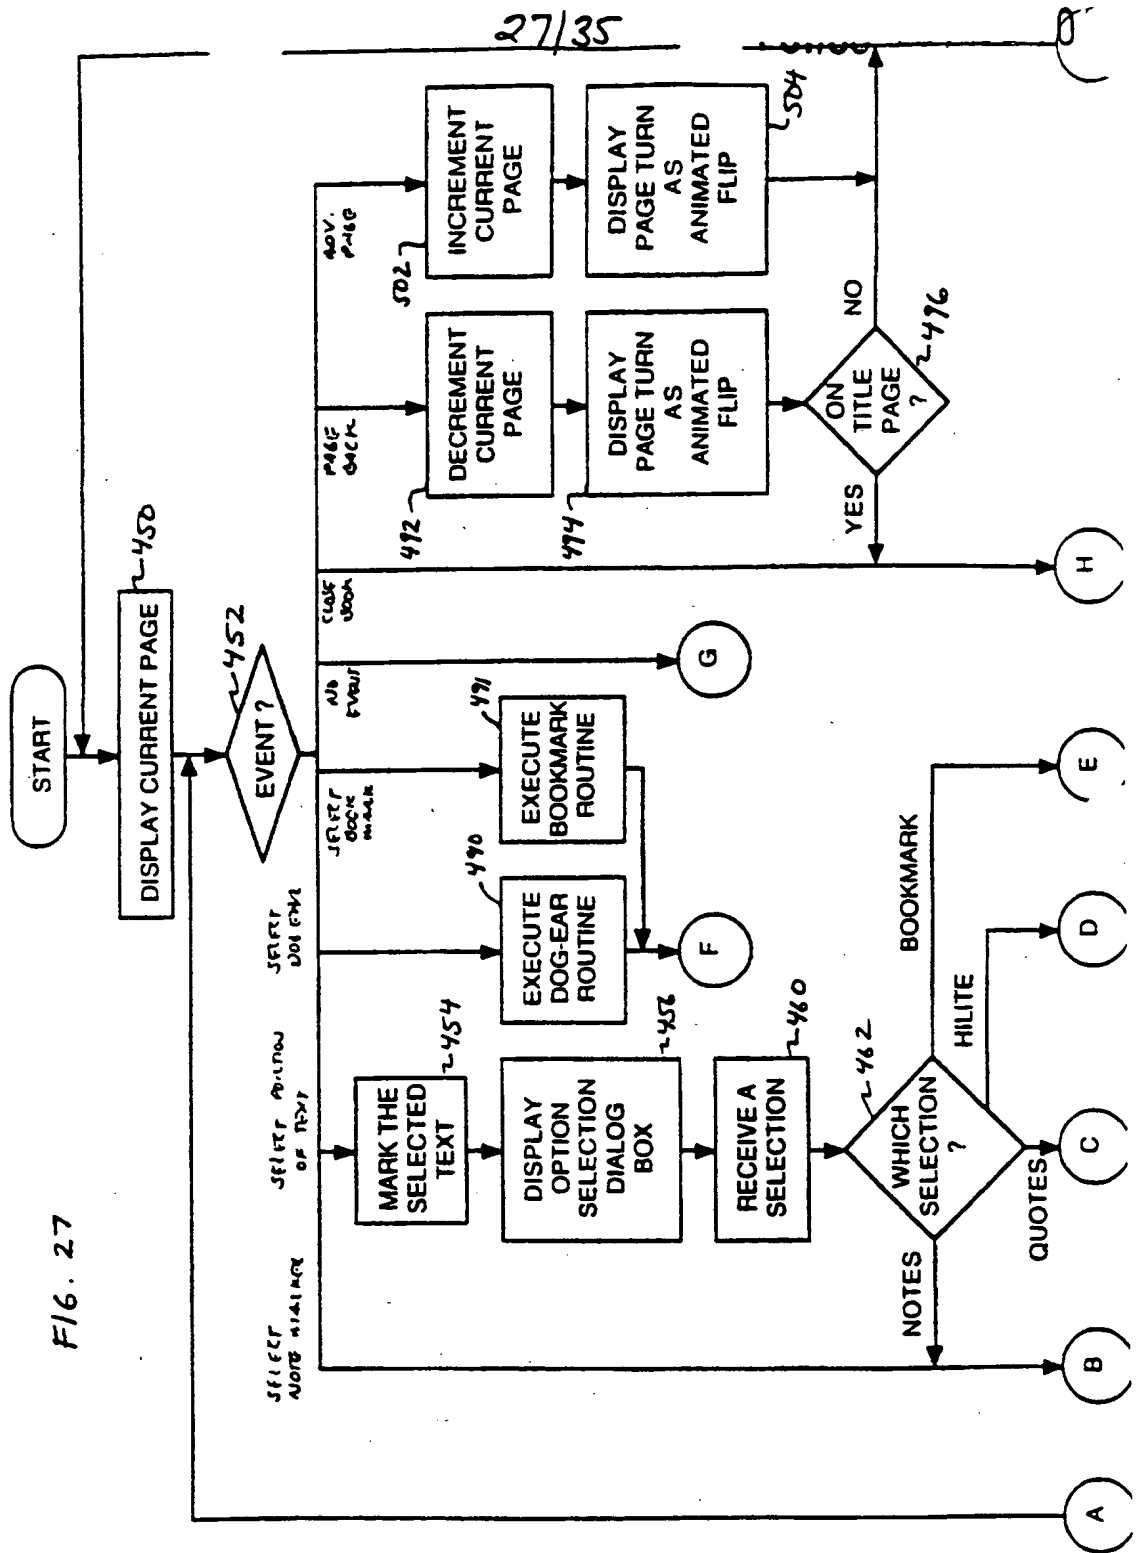 27/35
FIG. 27
START
DISPLAY CURRENT PAGE
450
EVENT ?
452
SELECT
NOTE MARKER
SELECT PORTION
OF TEXT
SELECT
DOG EAR
SELECT
BOOK
MARK
NO
EVENT
CLOSE
BOOK
PAGE
BACK
ADV.
PAGE
MARK THE
SELECTED
TEXT
454
DISPLAY
OPTION
SELECTION
DIALOG
BOX
456
RECEIVE A
SELECTION
460
WHICH
SELECTION
?
462
NOTES
QUOTES
HILITE
BOOKMARK
EXECUTE
DOG-EAR
ROUTINE
490
EXECUTE
BOOKMARK
ROUTINE
491
DECREMENT
CURRENT
PAGE
492
DISPLAY
PAGE TURN
AS
ANIMATED
FLIP
494
ON
TITLE
PAGE
?
496
YES
NO
INCREMENT
CURRENT
PAGE
502
DISPLAY
PAGE TURN
AS
ANIMATED
FLIP
504
F
G
A
B
C
D
E
H